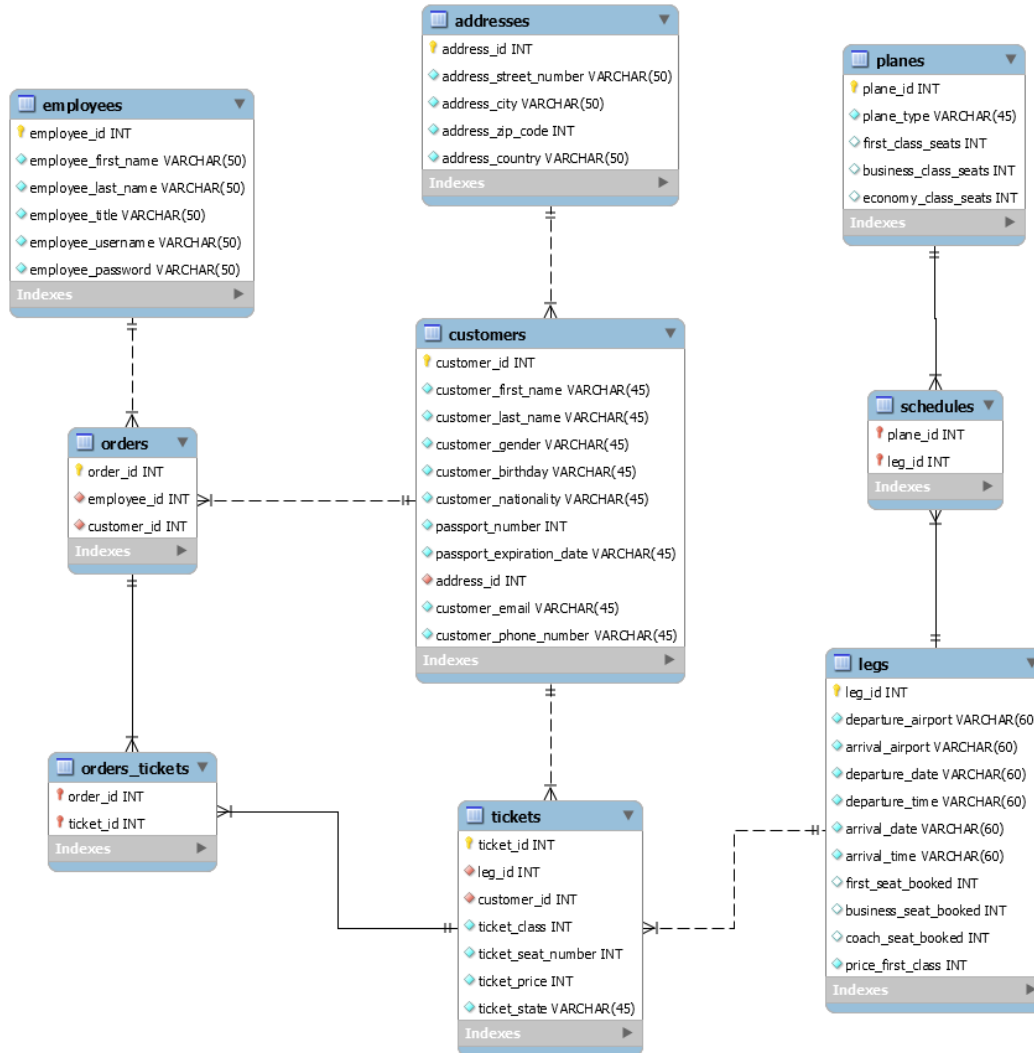 addresses
address_id INT
address_street_number VARCHAR(50)
address_city VARCHAR(50)
address_zip_code INT
address_country VARCHAR(50)
Indexes
planes
plane_id INT
plane_type VARCHAR(45)
first_class_seats INT
business_class_seats INT
economy_class_seats INT
Indexes
employees
employee_id INT
employee_first_name VARCHAR(50)
employee_last_name VARCHAR(50)
employee_title VARCHAR(50)
employee_username VARCHAR(50)
employee_password VARCHAR(50)
Indexes
customers
customer_id INT
customer_first_name VARCHAR(45)
customer_last_name VARCHAR(45)
customer_gender VARCHAR(45)
customer_birthday VARCHAR(45)
customer_nationality VARCHAR(45)
passport_number INT
passport_expiration_date VARCHAR(45)
address_id INT
customer_email VARCHAR(45)
customer_phone_number VARCHAR(45)
Indexes
schedules
plane_id INT
leg_id INT
Indexes
orders
order_id INT
employee_id INT
customer_id INT
Indexes
legs
leg_id INT
departure_airport VARCHAR(60
arrival_airport VARCHAR(60)
departure_date VARCHAR(60)
departure_time VARCHAR(60)
arrival_date VARCHAR(60)
arrival_time VARCHAR(60)
first_seat_booked INT
business_seat_booked INT
coach_seat_booked INT
price_first_class INT
Indexes
orders_tickets
order_id INT
ticket_id INT
Indexes
tickets
ticket_id INT
leg_id INT
customer_id INT
ticket_class INT
ticket_seat_number INT
ticket_price INT
ticket_state VARCHAR(45)
Indexes